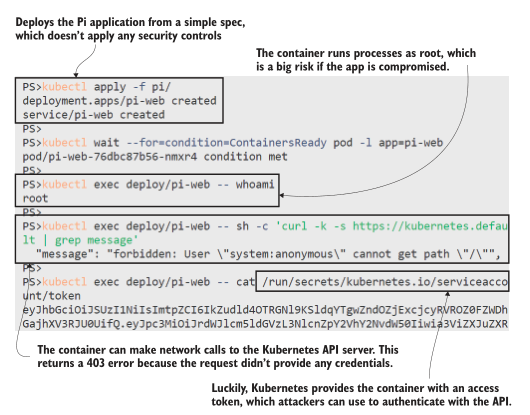 Deploys the Pi application from a simple spec,
which doesn't apply any security controls
The container runs processes as root, which
is a big risk if the app is compromised.
PS>kubectl apply -f pi/
deployment.apps/pi-web created
service/pi-web created
PS>
PS>kubectl wait --for=condition=ContainersReady pod -l app=pi-web
pod/pi-web-76dbc87b56-nmxr4 condition met
PS>
PS>kubectl exec deploy/pi-web -- whoami
root
PS>
PS>kubectl exec deploy/pi-web -- sh -c 'curl -k -s https://kubernetes.defau
lt | grep message'
"message": "forbidden: User \"system:anonymous\" cannot get path \"/\"",
PS>
PS>kubectl exec deploy/pi-web -- cat /run/secrets/kubernetes.io/serviceacco
unt/token
eyJhbGciOiJSUzI1NiIsImtpZCI6IkZudld4OTRGNl9KSldqYTgwZndOZjExcjcyRVROZ0FZWDh
GajhXV3RJU0UifQ.eyJpc3MiOiJrdWJlcm5ldGVzL3NlcnZpY2VhY2NvdW50Iiwia3ViZXJuZXR
The container can make network calls to the Kubernetes API server. This
returns a 403 error because the request didn't provide any credentials.
Luckily, Kubernetes provides the container with an access
token, which attackers can use to authenticate with the API.